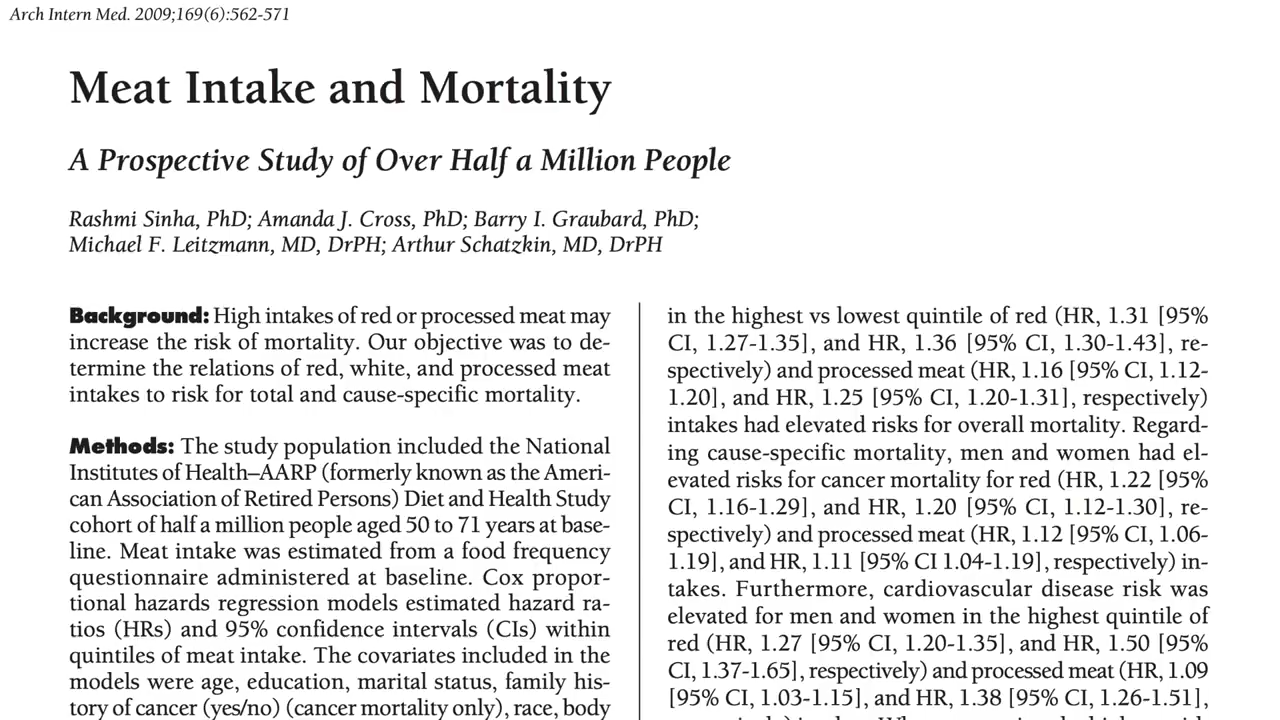 Arch Intern Med. 2009;169(6):562-571
Meat Intake and Mortality
A Prospective Study of Over Half a Million People
Rashmi Sinha, PhD; Amanda J. Cross, PhD; Barry I. Graubard, PhD;
Michael F. Leitzmann, MD, DrPH; Arthur Schatzkin, MD, DrPH
Background: High intakes of red or processed meat may
increase the risk of mortality. Our objective was to de-
termine the relations of red, white, and processed meat
intakes to risk for total and cause-specific mortality.
Methods: The study population included the National
Institutes of Health–AARP (formerly known as the Ameri-
can Association of Retired Persons) Diet and Health Study
cohort of half a million people aged 50 to 71 years at base-
line. Meat intake was estimated from a food frequency
questionnaire administered at baseline. Cox propor-
tional hazards regression models estimated hazard ra-
tios (HRs) and 95% confidence intervals (CIs) within
quintiles of meat intake. The covariates included in the
models were age, education, marital status, family his-
tory of cancer (yes/no) (cancer mortality only), race, body
in the highest vs lowest quintile of red (HR, 1.31 [95%
CI, 1.27-1.35], and HR, 1.36 [95% CI, 1.30-1.43], re-
spectively) and processed meat (HR, 1.16 [95% CI, 1.12-
1.20], and HR, 1.25 [95% CI, 1.20-1.31], respectively)
intakes had elevated risks for overall mortality. Regard-
ing cause-specific mortality, men and women had el-
evated risks for cancer mortality for red (HR, 1.22 [95%
CI, 1.16-1.29], and HR, 1.20 [95% CI, 1.12-1.30], re-
spectively) and processed meat (HR, 1.12 [95% CI, 1.06-
1.19], and HR, 1.11 [95% CI 1.04-1.19], respectively) in-
takes. Furthermore, cardiovascular disease risk was
elevated for men and women in the highest quintile of
red (HR, 1.27 [95% CI, 1.20-1.35], and HR, 1.50 [95%
CI, 1.37-1.65], respectively) and processed meat (HR, 1.09
[95% CI, 1.03-1.15], and HR, 1.38 [95% CI, 1.26-1.51],